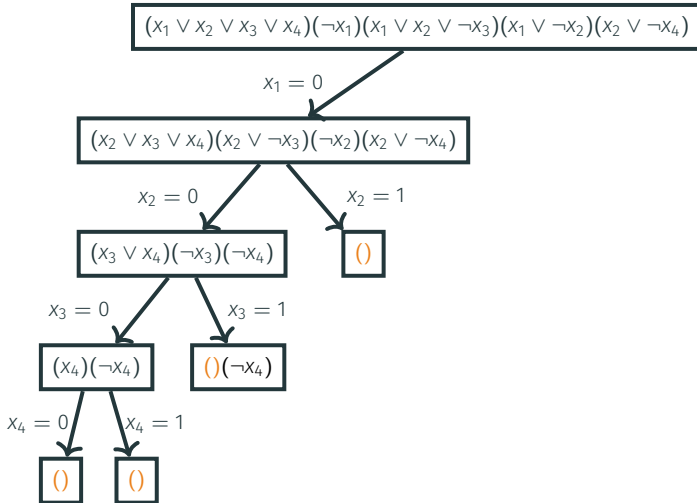 (x₁ ∨ x₂ ∨ x₃ ∨ x₄)(¬x₁)(x₁ ∨ x₂ ∨ ¬x₃)(x₁ ∨ ¬x₂)(x₂ ∨ ¬x₄)
x₁ = 0
(x₂ ∨ x₃ ∨ x₄)(x₂ ∨ ¬x₃)(¬x₂)(x₂ ∨ ¬x₄)
x₂ = 0 x₂ = 1
(x₃ ∨ x₄)(¬x₃)(¬x₄) ()
x₃ = 0 x₃ = 1
(x₄)(¬x₄) ()(¬x₄)
x₄ = 0 x₄ = 1
() ()